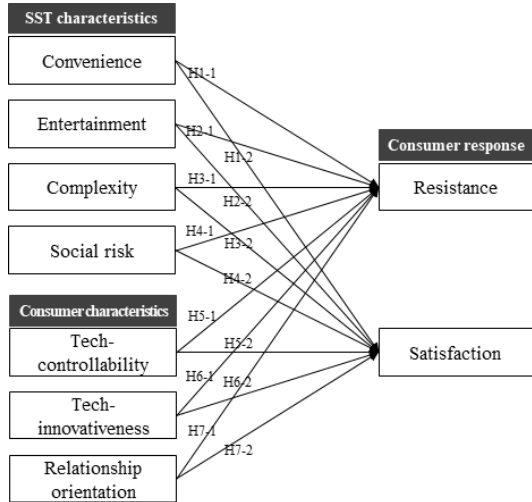 SST characteristics
Convenience
Entertainment
Complexity
Social risk
Consumer characteristics
Tech-
controllability
Tech-
innovativeness
Relationship
orientation
H1-1
H2-1
H1-2
H3-1
H2-2
H4-1
H3-2
H4-2
H5-1
H5-2
H6-1
H6-2
H7-1
H7-2
Consumer response
Resistance
Satisfaction